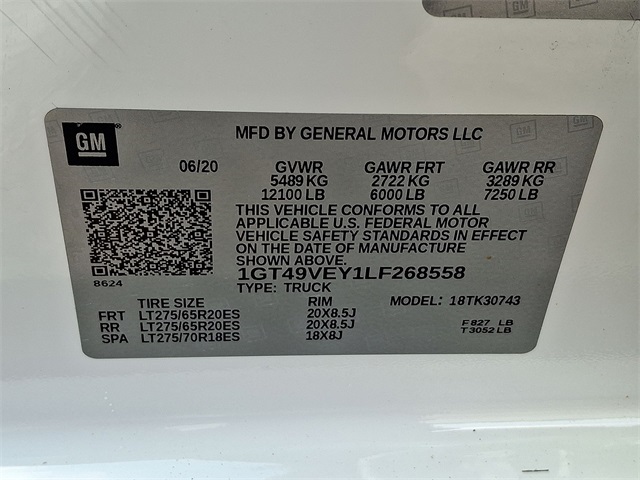 GM
GM
MFD BY GENERAL MOTORS LLC
06/20 GVWR GAWR FRT GAWR RR
5489 KG 2722 KG 3289 KG
12100 LB 6000 LB 7250 LB
THIS VEHICLE CONFORMS TO ALL
APPLICABLE U.S. FEDERAL MOTOR
VEHICLE SAFETY STANDARDS IN EFFECT
ON THE DATE OF MANUFACTURE
SHOWN ABOVE.
8624 1GT49VEY1LF268558
TYPE: TRUCK
TIRE SIZE RIM MODEL: 18TK30743
FRT LT275/65R20ES 20X8.5J
RR LT275/65R20ES 20X8.5J F 827 LB
SPA LT275/70R18ES 18X8J T 3052 LB